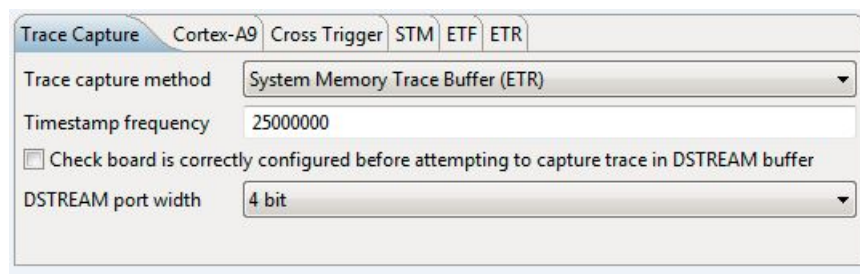 Trace Capture Cortex-A9 Cross Trigger STM ETF ETR
Trace capture method System Memory Trace Buffer (ETR)
Timestamp frequency 25000000
Check board is correctly configured before attempting to capture trace in DSTREAM buffer
DSTREAM port width 4 bit